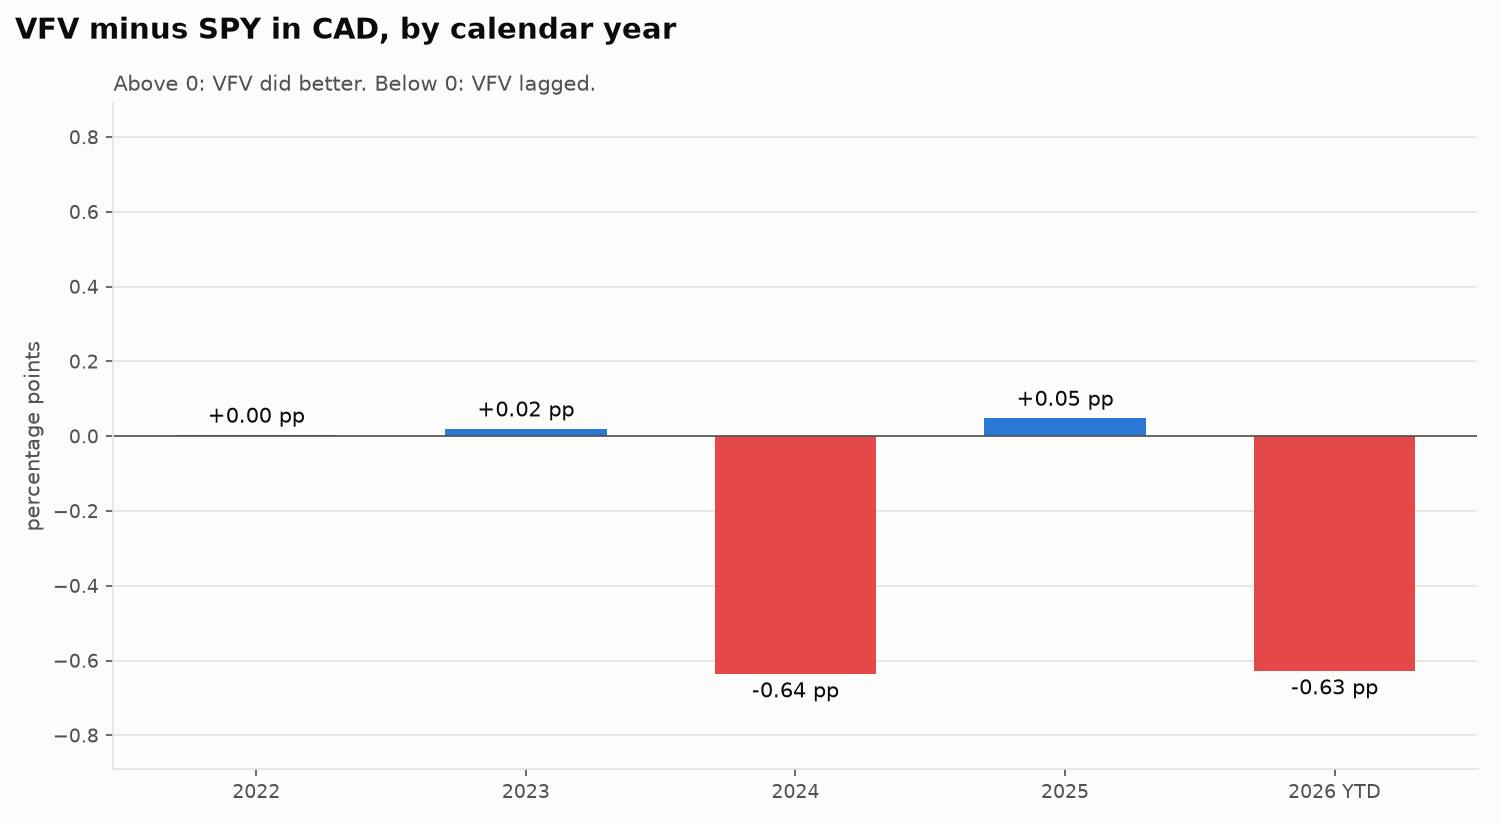 VFV minus SPY in CAD, by calendar year
Above 0: VFV did better. Below 0: VFV lagged.
percentage points
0.8
0.6
0.4
0.2
0.0
−0.2
−0.4
−0.6
−0.8
+0.00 pp
+0.02 pp
-0.64 pp
+0.05 pp
-0.63 pp
2022
2023
2024
2025
2026 YTD